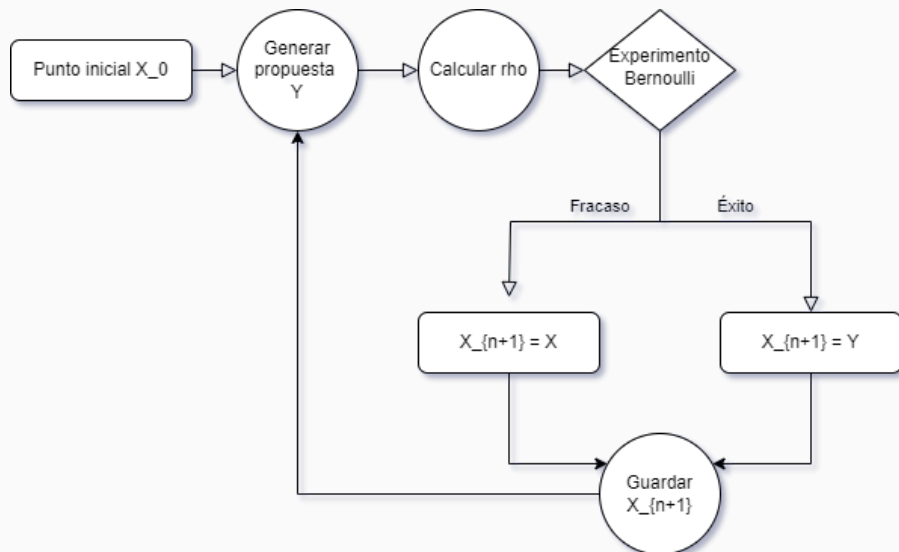 Punto inicial X_0
Generar
propuesta
Y
Calcular rho
Experimento
Bernoulli
Fracaso
Éxito
X_{n+1} = X
X_{n+1} = Y
Guardar
X_{n+1}